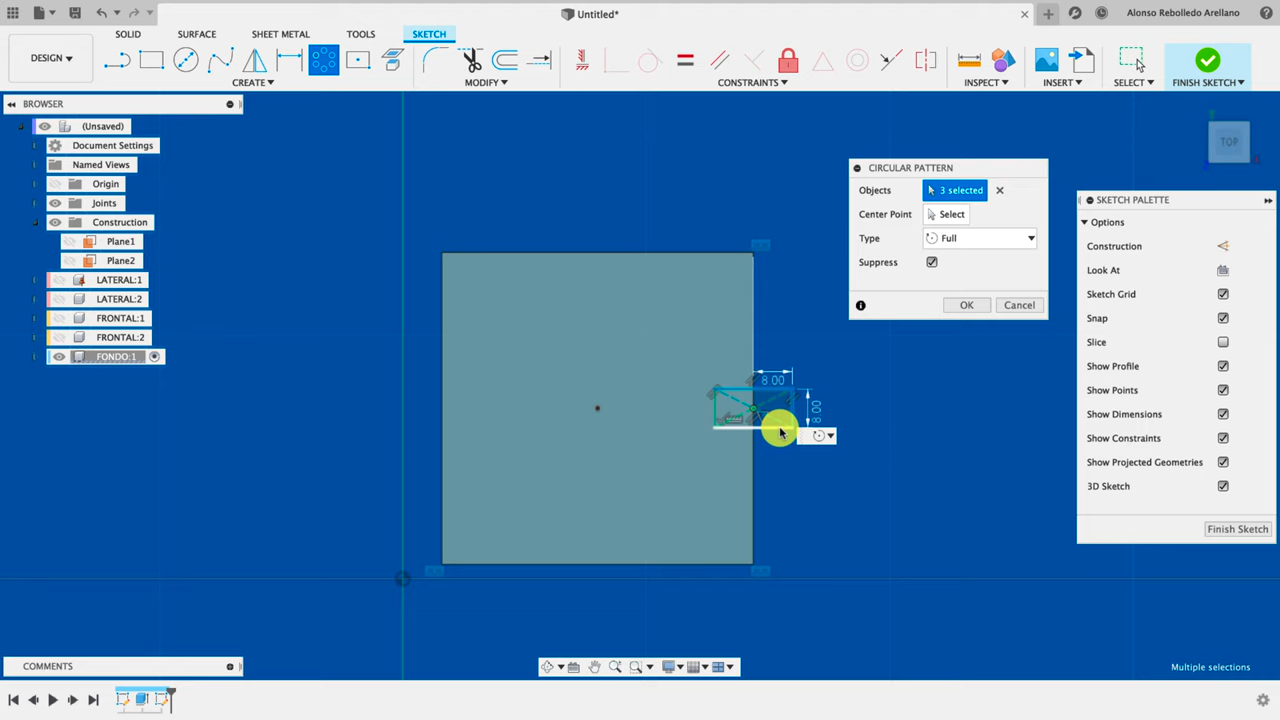 Untitled*
Alonso Rebolledo Arellano
SOLID
SURFACE
SHEET METAL
TOOLS
SKETCH
DESIGN
CREATE
MODIFY
CONSTRAINTS
INSPECT
INSERT
SELECT
FINISH SKETCH
BROWSER
(Unsaved)
Document Settings
Named Views
Origin
Joints
Construction
Plane1
Plane2
LATERAL:1
LATERAL:2
FRONTAL:1
FRONTAL:2
FONDO:1
TOP
CIRCULAR PATTERN
Objects
3 selected
Center Point
Select
Type
Full
Suppress
OK
Cancel
8 00
8 00
SKETCH PALETTE
Options
Construction
Look At
Sketch Grid
Snap
Slice
Show Profile
Show Points
Show Dimensions
Show Constraints
Show Projected Geometries
3D Sketch
Finish Sketch
COMMENTS
Multiple selections